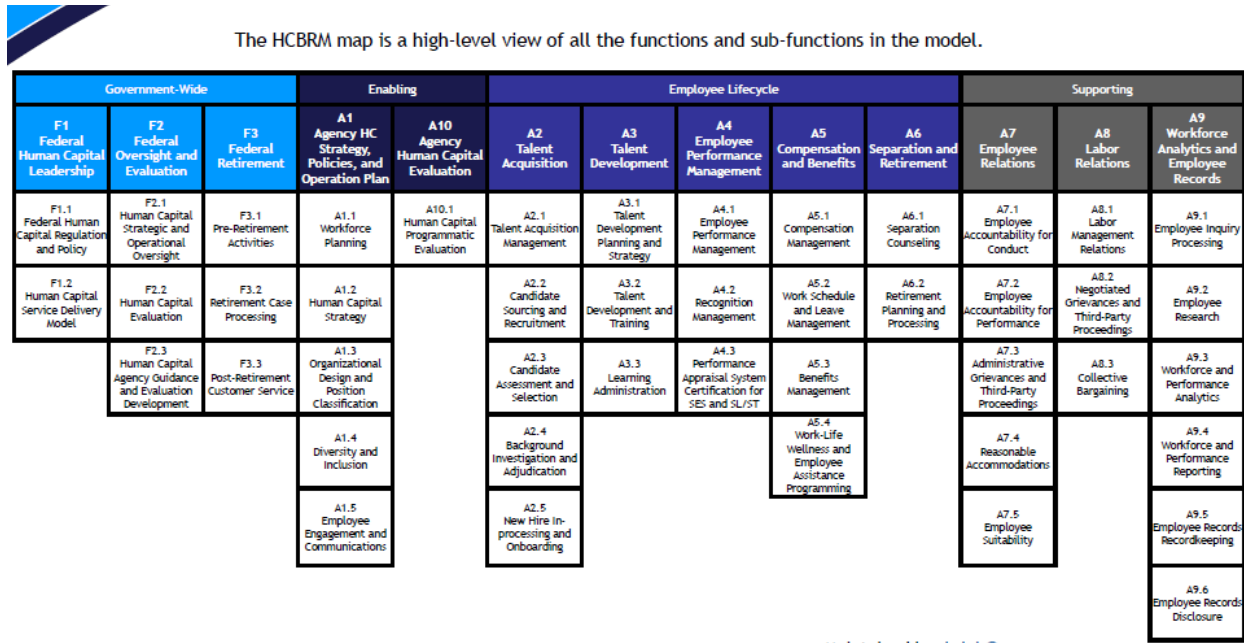 The HCBRM map is a high-level view of all the functions and sub-functions in the model.
Government-Wide
Enabling
Employee Lifecycle
Supporting
F1
Federal
Human Capital
Leadership
F2
Federal
Oversight and
Evaluation
F3
Federal
Retirement
A1
Agency HC
Strategy,
Policies, and
Operation Plan
A10
Agency
Human Capital
Evaluation
A2
Talent
Acquisition
A3
Talent
Development
A4
Employee
Performance
Management
A5
Compensation
and Benefits
A6
Separation and
Retirement
A7
Employee
Relations
A8
Labor
Relations
A9
Workforce
Analytics and
Employee
Records
F1.1
Federal Human
Capital Regulation
and Policy
F2.1
Human Capital
Strategic and
Operational
Oversight
F3.1
Pre-Retirement
Activities
A1.1
Workforce
Planning
A10.1
Human Capital
Programmatic
Evaluation
A2.1
Talent Acquisition
Management
A3.1
Talent
Development
Planning and
Strategy
A4.1
Employee
Performance
Management
A5.1
Compensation
Management
A6.1
Separation
Counseling
A7.1
Employee
Accountability for
Conduct
A8.1
Labor
Management
Relations
A9.1
Employee Inquiry
Processing
F1.2
Human Capital
Service Delivery
Model
F2.2
Human Capital
Evaluation
F3.2
Retirement Case
Processing
A1.2
Human Capital
Strategy
A2.2
Candidate
Sourcing and
Recruitment
A3.2
Talent
Development and
Training
A4.2
Recognition
Management
A5.2
Work Schedule
and Leave
Management
A6.2
Retirement
Planning and
Processing
A7.2
Employee
Accountability for
Performance
A8.2
Negotiated
Grievances and
Third-Party
Proceedings
A9.2
Employee
Research
F2.3
Human Capital
Agency Guidance
and Evaluation
Development
F3.3
Post-Retirement
Customer Service
A1.3
Organizational
Design and
Position
Classification
A2.3
Candidate
Assessment and
Selection
A3.3
Learning
Administration
A4.3
Performance
Appraisal System
Certification for
SES and SL/ST
A5.3
Benefits
Management
A7.3
Administrative
Grievances and
Third-Party
Proceedings
A8.3
Collective
Bargaining
A9.3
Workforce and
Performance
Analytics
A1.4
Diversity and
Inclusion
A2.4
Background
Investigation and
Adjudication
A5.4
Work-Life
Wellness and
Employee
Assistance
Programming
A7.4
Reasonable
Accommodations
A9.4
Workforce and
Performance
Reporting
A1.5
Employee
Engagement and
Communications
A2.5
New Hire In-
processing and
Onboarding
A7.5
Employee
Suitability
A9.5
Employee Records
Recordkeeping
A9.6
Employee Records
Disclosure